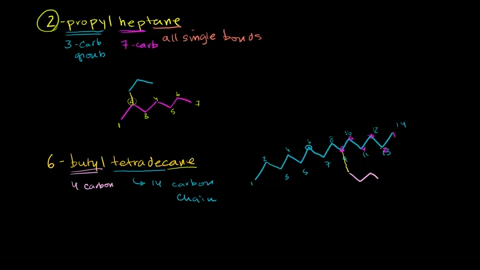 2-propyl heptane
3-carb 7-carb all single bonds
group
2 4 6
1 3 5 7
6-butyl tetradecane
4 carbon ↳ 14 carbon
chain
2 4 6 8 10 12 14
1 3 5 7 9 11 13